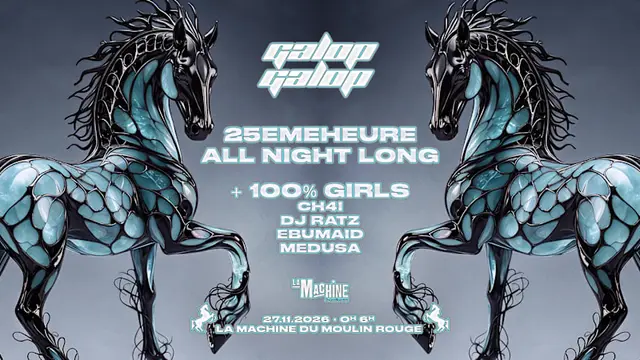 galop
galop
25EMEHEURE
ALL NIGHT LONG
+ 100% GIRLS
CH4I
DJ RATZ
EBUMAID
MEDUSA
LA
MACHINE
27.11.2026 • 0H 6H
LA MACHINE DU MOULIN ROUGE